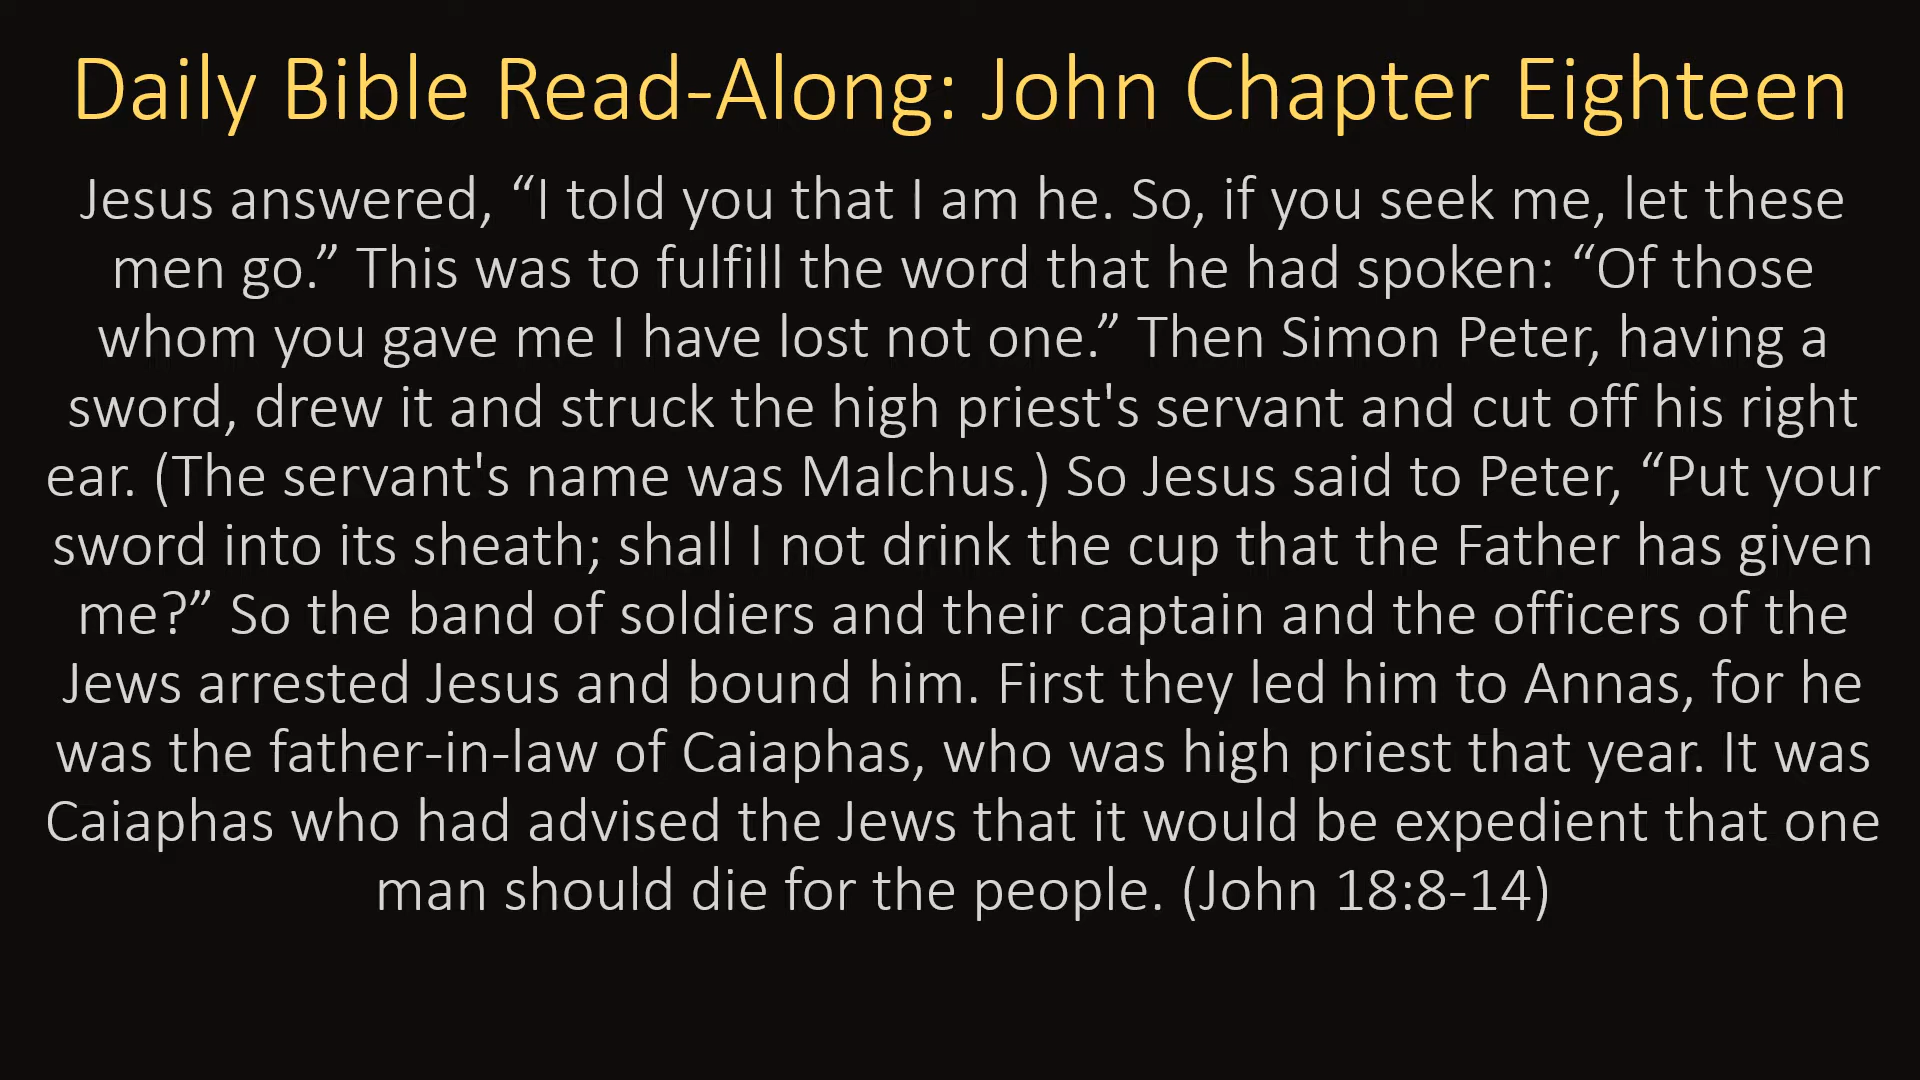 Daily Bible Read-Along: John Chapter Eighteen
Jesus answered, “I told you that I am he. So, if you seek me, let these
men go.” This was to fulfill the word that he had spoken: “Of those
whom you gave me I have lost not one.” Then Simon Peter, having a
sword, drew it and struck the high priest's servant and cut off his right
ear. (The servant's name was Malchus.) So Jesus said to Peter, “Put your
sword into its sheath; shall I not drink the cup that the Father has given
me?” So the band of soldiers and their captain and the officers of the
Jews arrested Jesus and bound him. First they led him to Annas, for he
was the father-in-law of Caiaphas, who was high priest that year. It was
Caiaphas who had advised the Jews that it would be expedient that one
man should die for the people. (John 18:8-14)